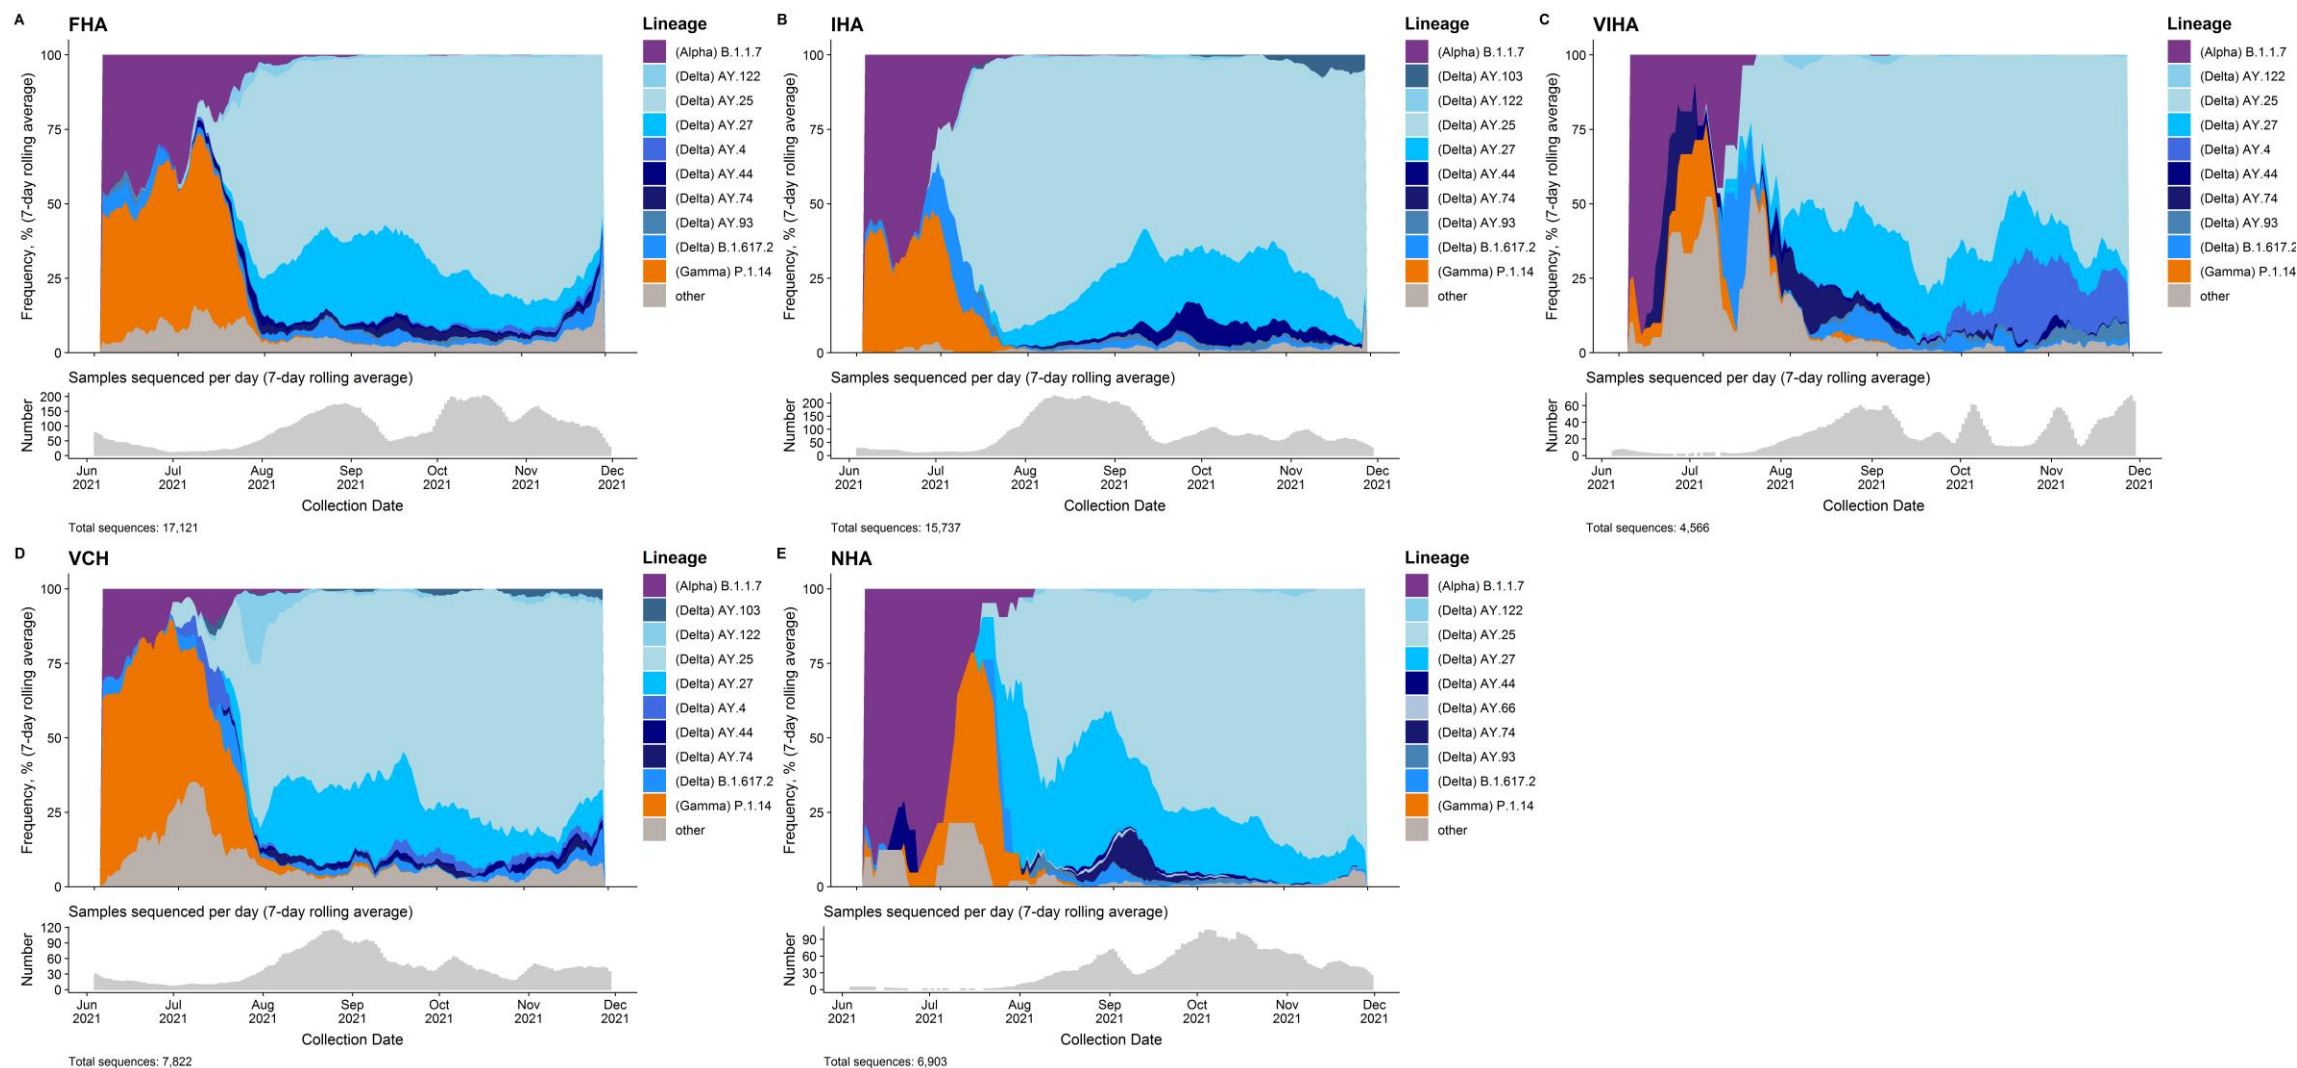 A
FHA
Lineage
(Alpha) B.1.1.7
(Delta) AY.122
(Delta) AY.25
(Delta) AY.27
(Delta) AY.4
(Delta) AY.44
(Delta) AY.74
(Delta) AY.93
(Delta) B.1.617.2
(Gamma) P.1.14
other
Frequency, % (7-day rolling average)
100
75
50
25
0
Samples sequenced per day (7-day rolling average)
Number
200
150
100
50
0
Jun 2021
Jul 2021
Aug 2021
Sep 2021
Oct 2021
Nov 2021
Dec 2021
Collection Date
Total sequences: 17,121
B
IHA
Lineage
(Alpha) B.1.1.7
(Delta) AY.103
(Delta) AY.122
(Delta) AY.25
(Delta) AY.27
(Delta) AY.44
(Delta) AY.74
(Delta) AY.93
(Delta) B.1.617.2
(Gamma) P.1.14
other
Frequency, % (7-day rolling average)
100
75
50
25
0
Samples sequenced per day (7-day rolling average)
Number
200
150
100
50
0
Jun 2021
Jul 2021
Aug 2021
Sep 2021
Oct 2021
Nov 2021
Dec 2021
Collection Date
Total sequences: 15,737
C
VIHA
Lineage
(Alpha) B.1.1.7
(Delta) AY.122
(Delta) AY.25
(Delta) AY.27
(Delta) AY.4
(Delta) AY.44
(Delta) AY.74
(Delta) AY.93
(Delta) B.1.617.2
(Gamma) P.1.14
other
Frequency, % (7-day rolling average)
100
75
50
25
0
Samples sequenced per day (7-day rolling average)
Number
60
40
20
0
Jun 2021
Jul 2021
Aug 2021
Sep 2021
Oct 2021
Nov 2021
Dec 2021
Collection Date
Total sequences: 4,566
D
VCH
Lineage
(Alpha) B.1.1.7
(Delta) AY.103
(Delta) AY.122
(Delta) AY.25
(Delta) AY.27
(Delta) AY.4
(Delta) AY.44
(Delta) AY.74
(Delta) B.1.617.2
(Gamma) P.1.14
other
Frequency, % (7-day rolling average)
100
75
50
25
0
Samples sequenced per day (7-day rolling average)
Number
120
90
60
30
0
Jun 2021
Jul 2021
Aug 2021
Sep 2021
Oct 2021
Nov 2021
Dec 2021
Collection Date
Total sequences: 7,822
E
NHA
Lineage
(Alpha) B.1.1.7
(Delta) AY.122
(Delta) AY.25
(Delta) AY.27
(Delta) AY.44
(Delta) AY.66
(Delta) AY.74
(Delta) AY.93
(Delta) B.1.617.2
(Gamma) P.1.14
other
Frequency, % (7-day rolling average)
100
75
50
25
0
Samples sequenced per day (7-day rolling average)
Number
90
60
30
0
Jun 2021
Jul 2021
Aug 2021
Sep 2021
Oct 2021
Nov 2021
Dec 2021
Collection Date
Total sequences: 6,903